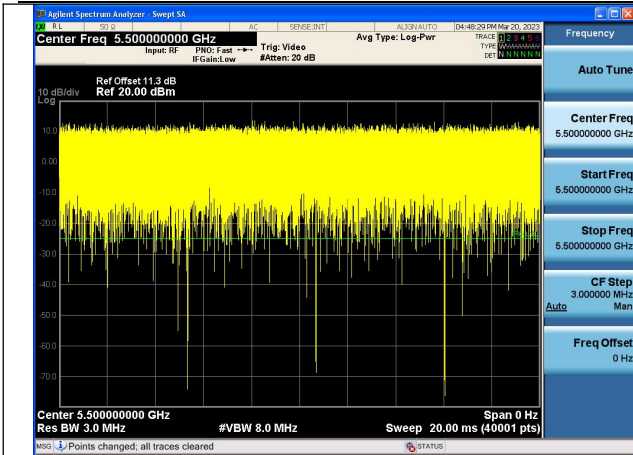 Agilent Spectrum Analyzer - Swept SA
RL 50 Ω AC SENSE:INT ALIGN AUTO 04:48:29 PM Mar 20, 2023
Center Freq 5.500000000 GHz
Input: RF PNO: Fast Trig: Video Avg Type: Log-Pwr TRACE 1 2 3 4 5 6
IFGain:Low #Atten: 20 dB TYPE
DET N N N N N N
Ref Offset 11.3 dB
10 dB/div Ref 20.00 dBm
Log
10.0
0.00
-10.0
-20.0
-30.0
-40.0
-50.0
-60.0
-70.0
Center 5.500000000 GHz Span 0 Hz
Res BW 3.0 MHz #VBW 8.0 MHz Sweep 20.00 ms (40001 pts)
MSG Points changed; all traces cleared STATUS
Frequency
Auto Tune
Center Freq
5.500000000 GHz
Start Freq
5.500000000 GHz
Stop Freq
5.500000000 GHz
CF Step
3.000000 MHz
Auto Man
Freq Offset
0 Hz